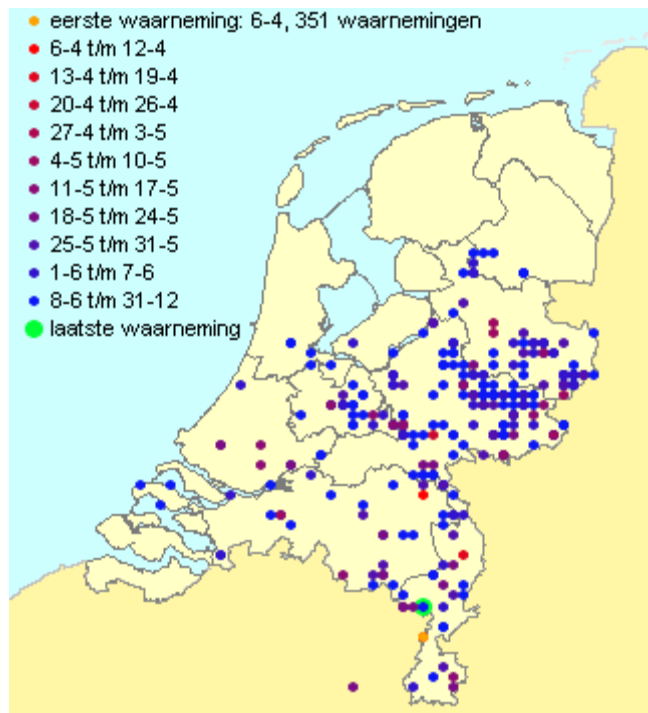 eerste waarneming: 6-4, 351 waarnemingen
6-4 t/m 12-4
13-4 t/m 19-4
20-4 t/m 26-4
27-4 t/m 3-5
4-5 t/m 10-5
11-5 t/m 17-5
18-5 t/m 24-5
25-5 t/m 31-5
1-6 t/m 7-6
8-6 t/m 31-12
laatste waarneming